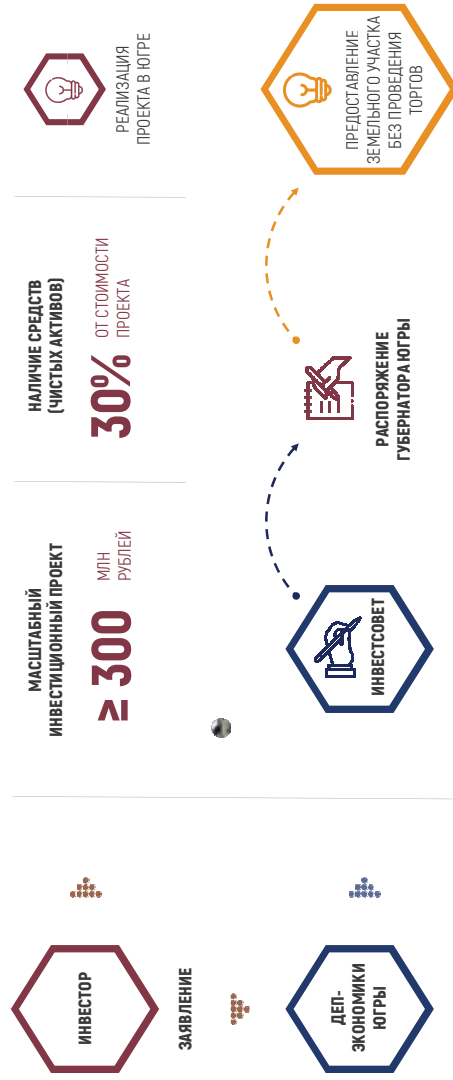 ИНВЕСТОР
ЗАЯВЛЕНИЕ
ДЕП-
ЭКОНОМИКИ
ЮГРЫ
МАСШТАБНЫЙ
ИНВЕСТИЦИОННЫЙ ПРОЕКТ
≥ 300
МЛН
РУБЛЕЙ
НАЛИЧИЕ СРЕДСТВ
(ЧИСТЫХ АКТИВОВ)
30%
ОТ СТОИМОСТИ
ПРОЕКТА
РЕАЛИЗАЦИЯ
ПРОЕКТА В ЮГРЕ
ИНВЕСТСОВЕТ
РАСПОРЯЖЕНИЕ
ГУБЕРНАТОРА ЮГРЫ
ПРЕДОСТАВЛЕНИЕ
ЗЕМЕЛЬНОГО УЧАСТКА
БЕЗ ПРОВЕДЕНИЯ
ТОРГОВ